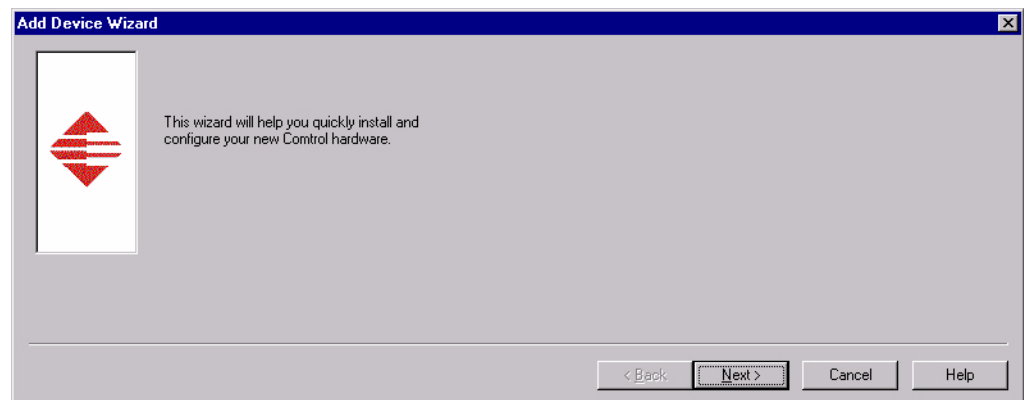 Add Device Wizard
This wizard will help you quickly install and
configure your new Comtrol hardware.
< Back
Next >
Cancel
Help